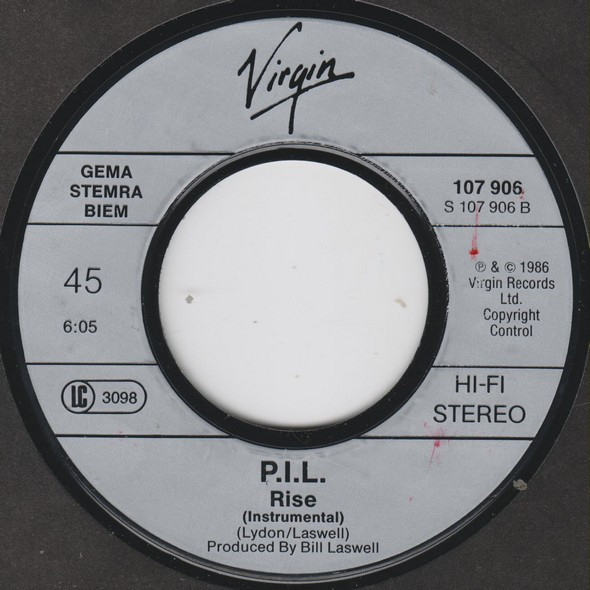 Virgin
GEMA
STEMRA
BIEM
107 906
S 107 906 B
45
6:05
℗ & © 1986
Virgin Records
Ltd.
Copyright
Control
LC 3098
HI-FI
STEREO
P.I.L.
Rise
(Instrumental)
(Lydon/Laswell)
Produced By Bill Laswell